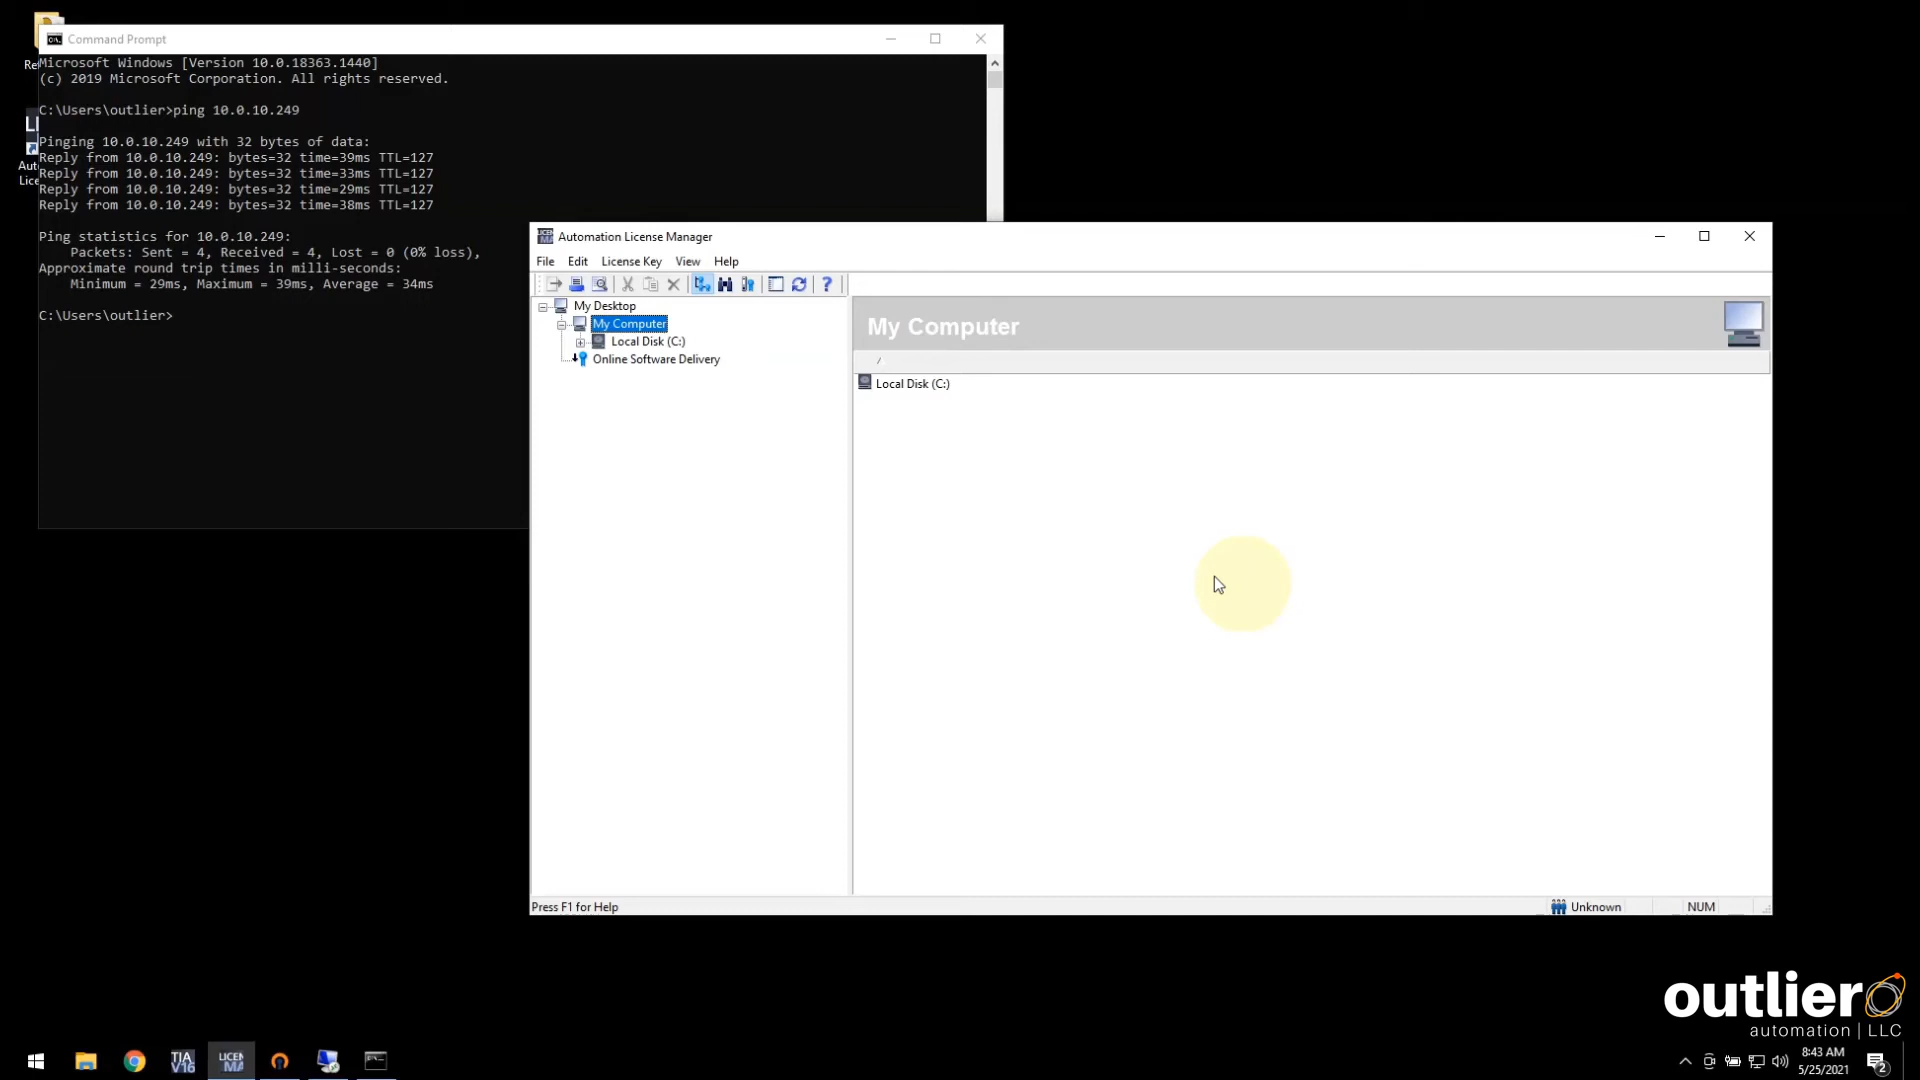 Command Prompt
Microsoft Windows [Version 10.0.18363.1440]
(c) 2019 Microsoft Corporation. All rights reserved.
C:\Users\outlier>ping 10.0.10.249
Pinging 10.0.10.249 with 32 bytes of data:
Reply from 10.0.10.249: bytes=32 time=39ms TTL=127
Reply from 10.0.10.249: bytes=32 time=33ms TTL=127
Reply from 10.0.10.249: bytes=32 time=29ms TTL=127
Reply from 10.0.10.249: bytes=32 time=38ms TTL=127
Ping statistics for 10.0.10.249:
Packets: Sent = 4, Received = 4, Lost = 0 (0% loss),
Approximate round trip times in milli-seconds:
Minimum = 29ms, Maximum = 39ms, Average = 34ms
C:\Users\outlier>
Automation License Manager
File Edit License Key View Help
My Desktop
My Computer
Local Disk (C:)
Online Software Delivery
My Computer
/
Local Disk (C:)
Press F1 for Help
Unknown NUM
outlier
automation | LLC
TIA
V16
8:43 AM
5/25/2021
2